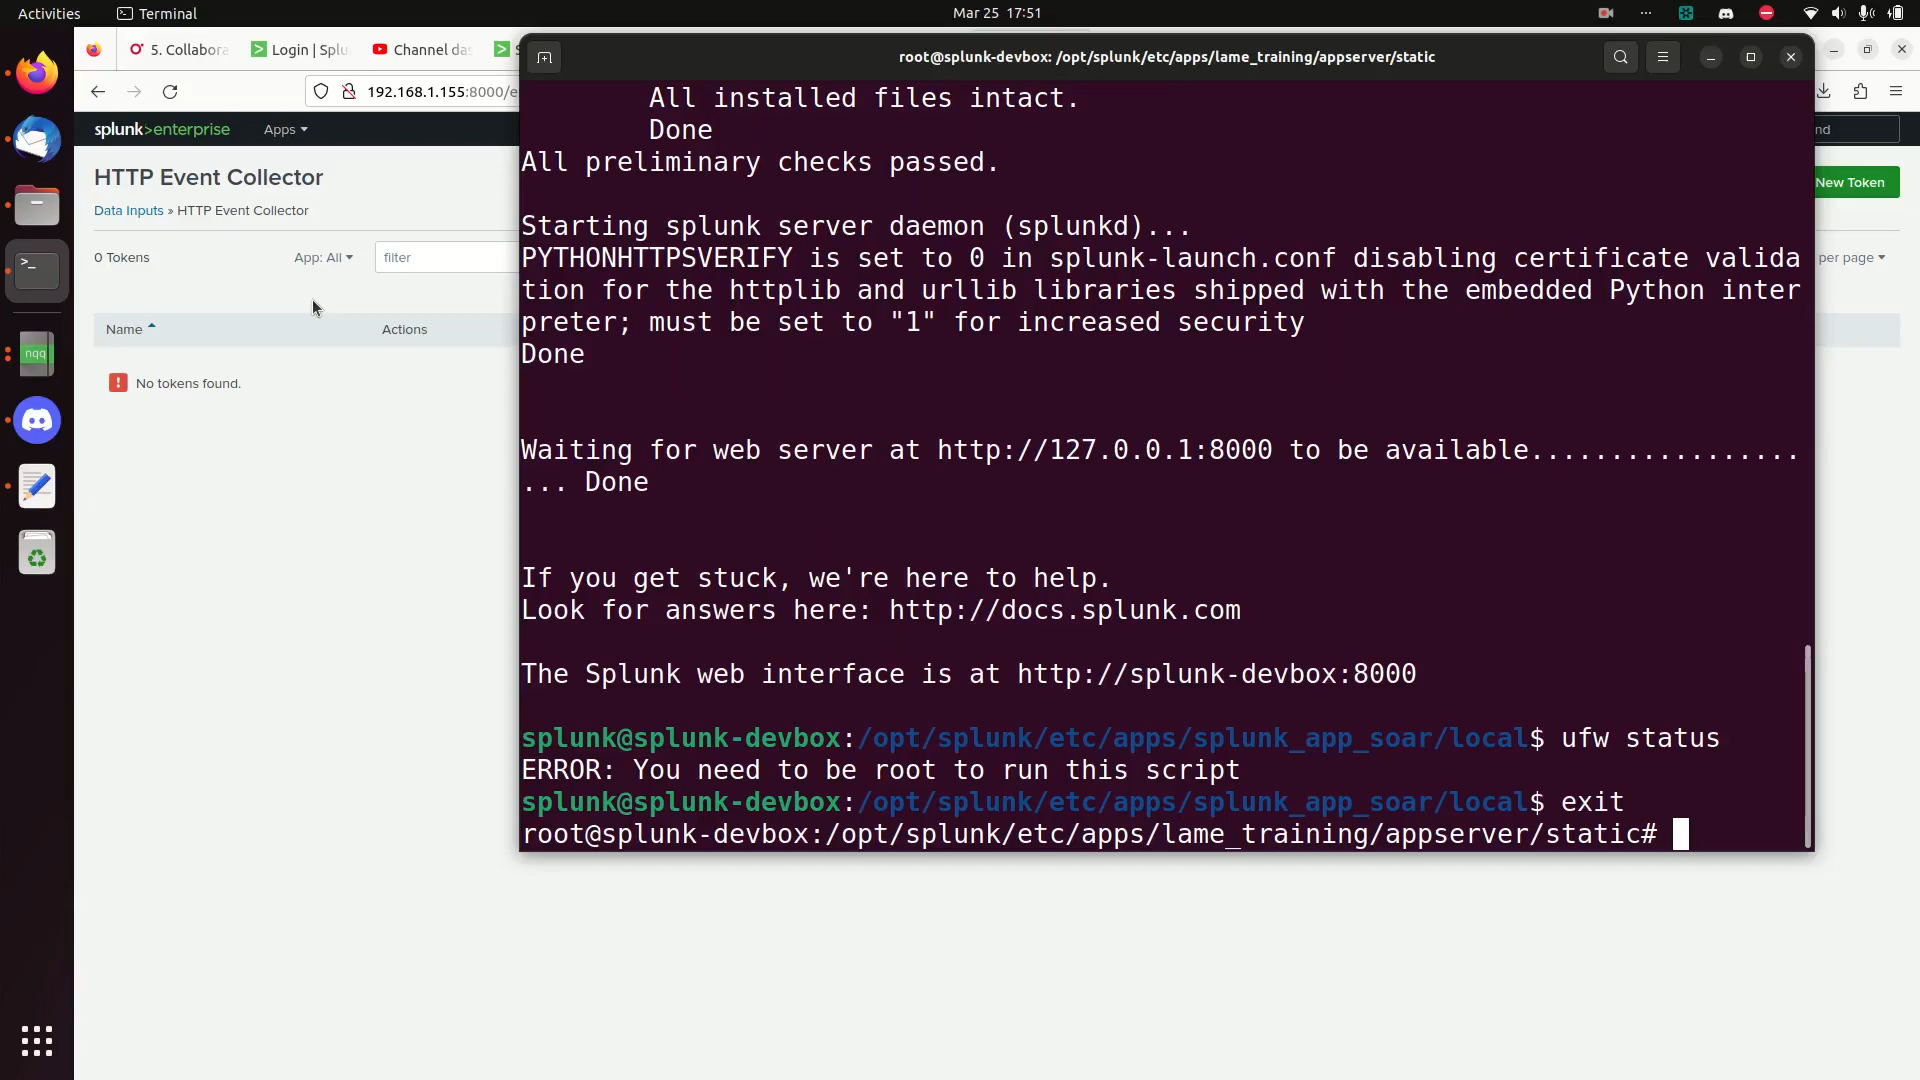 Activities
Terminal
Mar 25 17:51
5. Collabora
Login | Splu
Channel das
192.168.1.155:8000/e
root@splunk-devbox: /opt/splunk/etc/apps/lame_training/appserver/static
splunk>enterprise
Apps
nd
HTTP Event Collector
New Token
Data Inputs » HTTP Event Collector
0 Tokens
App: All
filter
per page
Name
Actions
No tokens found.
nqq
All installed files intact.
Done
All preliminary checks passed.
Starting splunk server daemon (splunkd)...
PYTHONHTTPSVERIFY is set to 0 in splunk-launch.conf disabling certificate valida
tion for the httplib and urllib libraries shipped with the embedded Python inter
preter; must be set to "1" for increased security
Done
Waiting for web server at http://127.0.0.1:8000 to be available.................
... Done
If you get stuck, we're here to help.
Look for answers here: http://docs.splunk.com
The Splunk web interface is at http://splunk-devbox:8000
splunk@splunk-devbox:/opt/splunk/etc/apps/splunk_app_soar/local$ ufw status
ERROR: You need to be root to run this script
splunk@splunk-devbox:/opt/splunk/etc/apps/splunk_app_soar/local$ exit
root@splunk-devbox:/opt/splunk/etc/apps/lame_training/appserver/static#